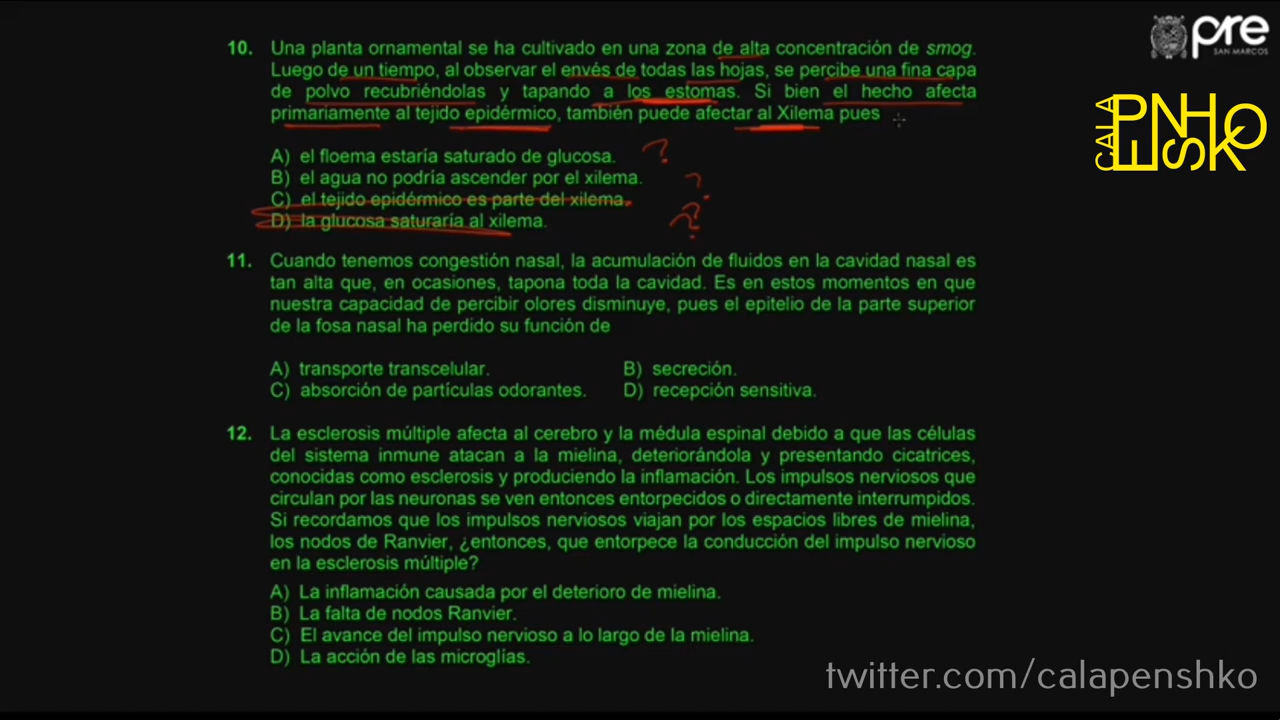 10. Una planta ornamental se ha cultivado en una zona de alta concentración de smog.
Luego de un tiempo, al observar el envés de todas las hojas, se percibe una fina capa
de polvo recubriéndolas y tapando a los estomas. Si bien el hecho afecta
primariamente al tejido epidérmico, también puede afectar al Xilema pues
A) el floema estaría saturado de glucosa. ?
B) el agua no podría ascender por el xilema. ?
C) el tejido epidérmico es parte del xilema.
D) la glucosa saturaría al xilema. ?
11. Cuando tenemos congestión nasal, la acumulación de fluidos en la cavidad nasal es
tan alta que, en ocasiones, tapona toda la cavidad. Es en estos momentos en que
nuestra capacidad de percibir olores disminuye, pues el epitelio de la parte superior
de la fosa nasal ha perdido su función de
A) transporte transcelular. B) secreción.
C) absorción de partículas odorantes. D) recepción sensitiva.
12. La esclerosis múltiple afecta al cerebro y la médula espinal debido a que las células
del sistema inmune atacan a la mielina, deteriorándola y presentando cicatrices,
conocidas como esclerosis y produciendo la inflamación. Los impulsos nerviosos que
circulan por las neuronas se ven entonces entorpecidos o directamente interrumpidos.
Si recordamos que los impulsos nerviosos viajan por los espacios libres de mielina,
los nodos de Ranvier, ¿entonces, que entorpece la conducción del impulso nervioso
en la esclerosis múltiple?
A) La inflamación causada por el deterioro de mielina.
B) La falta de nodos Ranvier.
C) El avance del impulso nervioso a lo largo de la mielina.
D) La acción de las microglías.
pre
SAN MARCOS
CALA PENSHKO
twitter.com/calapenshko